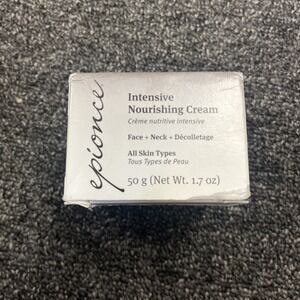 epionce
Intensive
Nourishing Cream
Crème nutritive intensive
Face + Neck + Décolletage
All Skin Types
Tous Types de Peau
50 g (Net Wt. 1.7 oz)